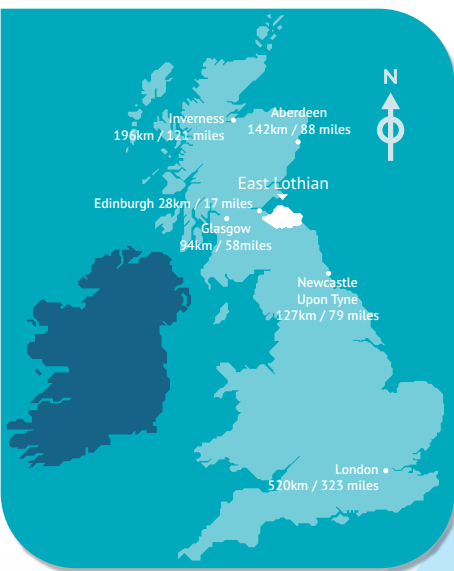 N
Aberdeen
142km / 88 miles
Inverness
196km / 121 miles
East Lothian
Edinburgh 28km / 17 miles
Glasgow
94km / 58miles
Newcastle
Upon Tyne
127km / 79 miles
London
520km / 323 miles